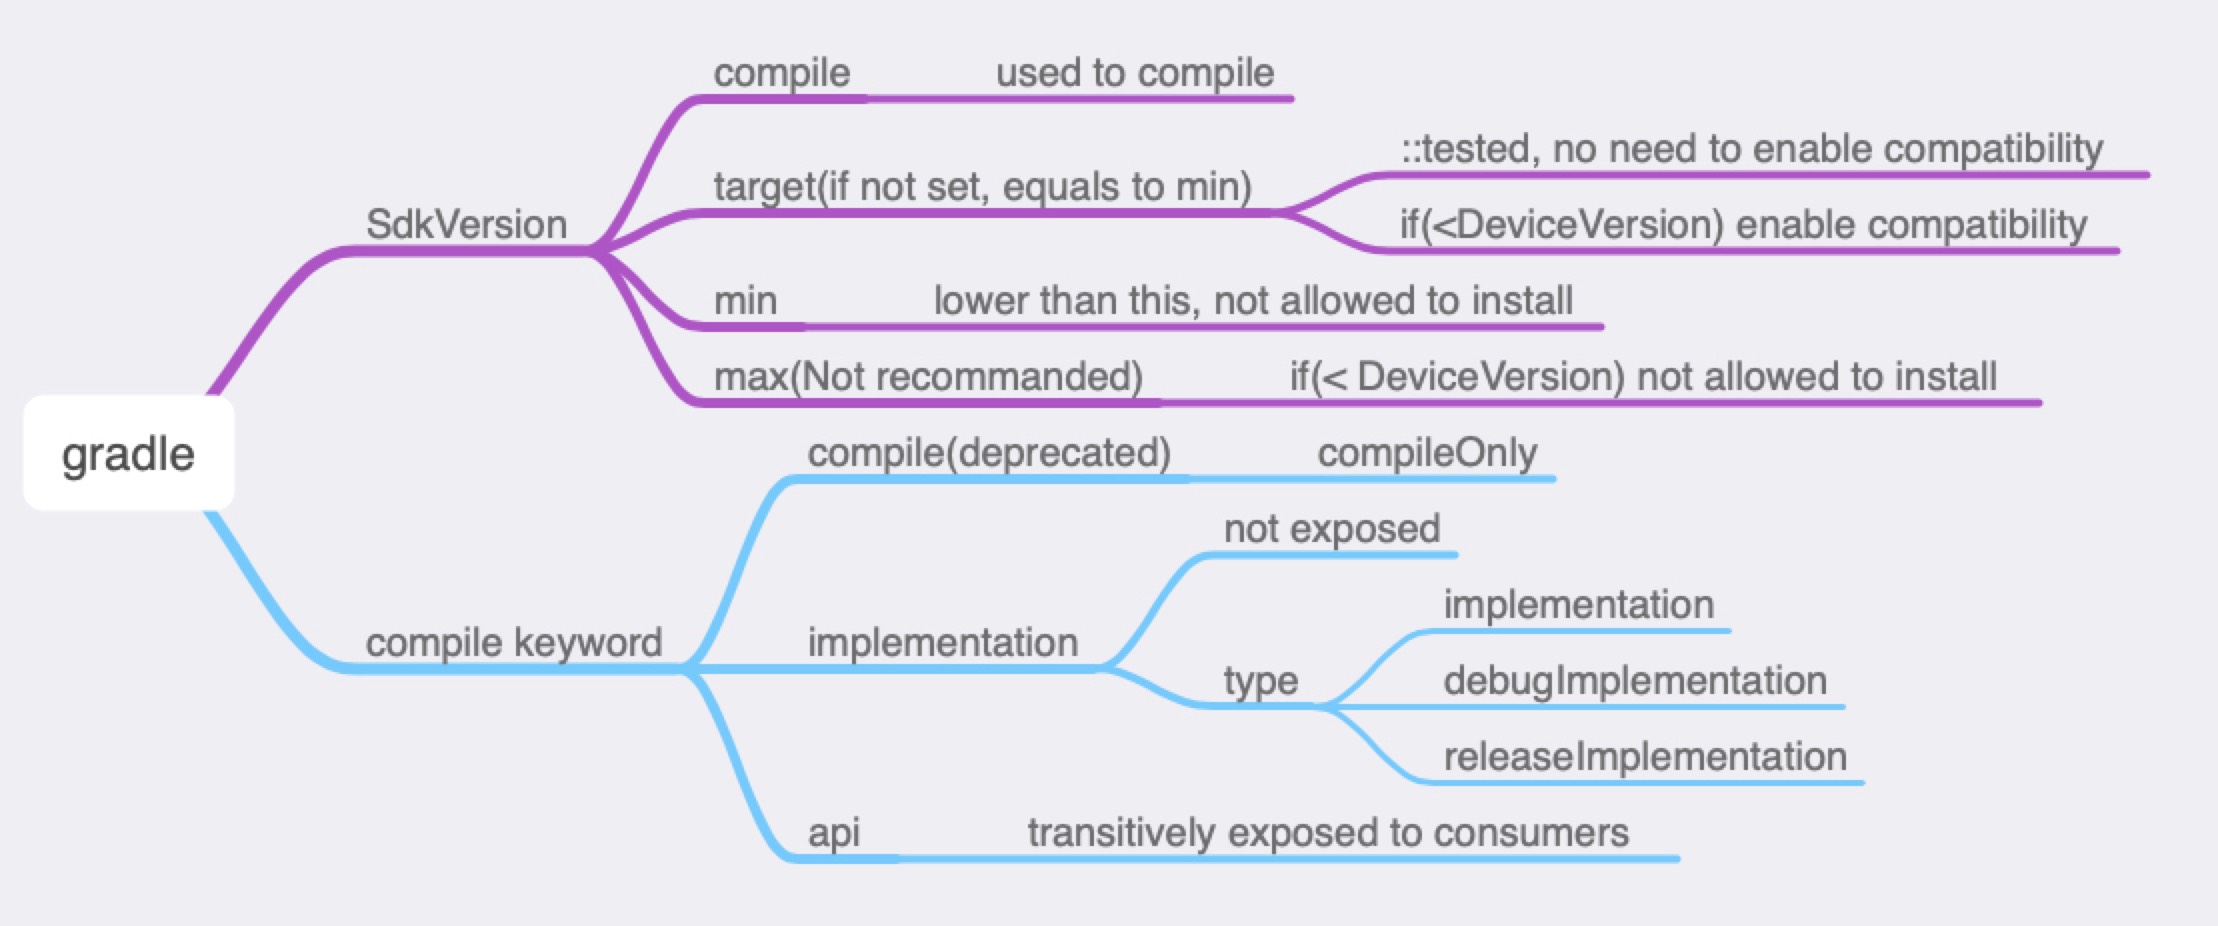 gradle
SdkVersion
compile
used to compile
target(if not set, equals to min)
::tested, no need to enable compatibility
if(<DeviceVersion) enable compatibility
min
lower than this, not allowed to install
max(Not recommanded)
if(< DeviceVersion) not allowed to install
compile keyword
compile(deprecated)
compileOnly
implementation
not exposed
type
implementation
debugImplementation
releaseImplementation
api
transitively exposed to consumers